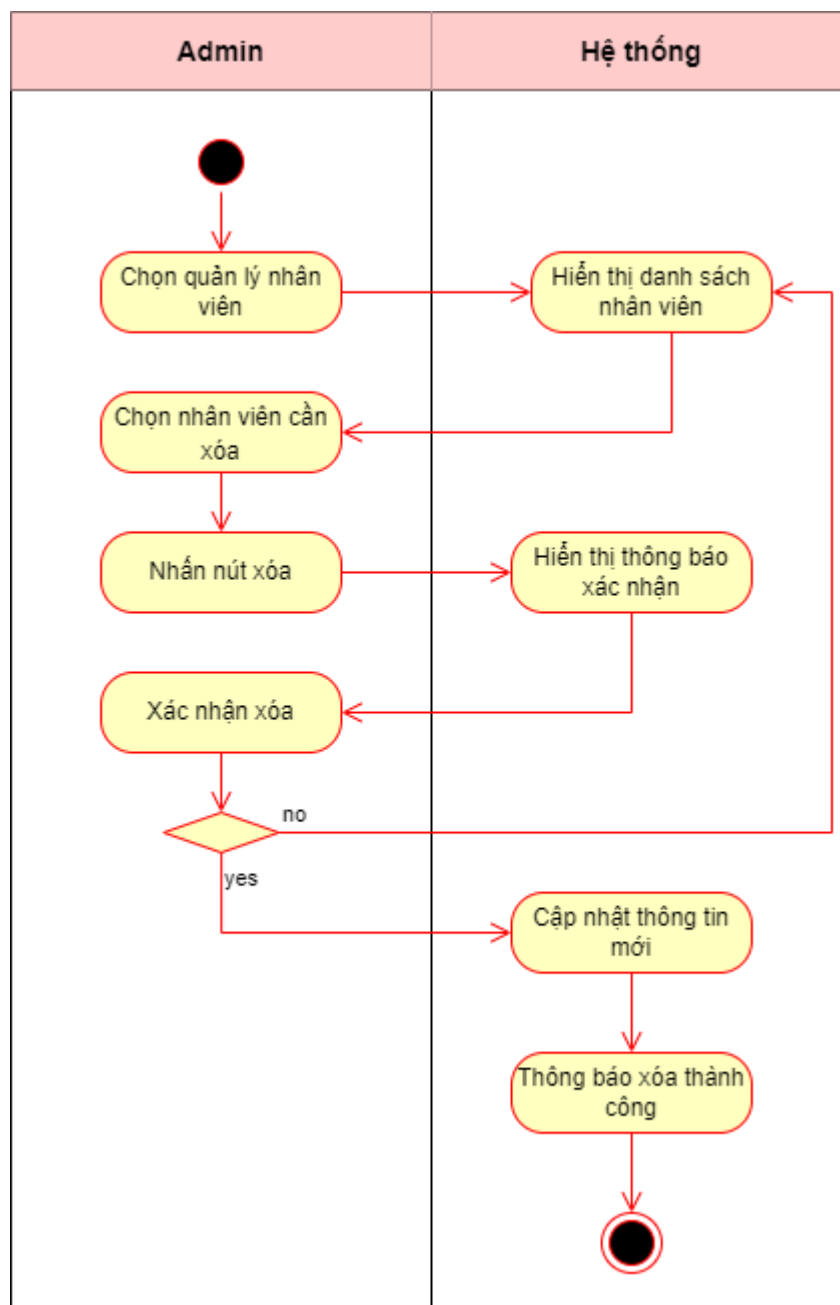 Admin
Hệ thống
Chọn quản lý nhân
viên
Hiển thị danh sách
nhân viên
Chọn nhân viên cần
xóa
Nhấn nút xóa
Hiển thị thông báo
xác nhận
Xác nhận xóa
no
yes
Cập nhật thông tin
mới
Thông báo xóa thành
công